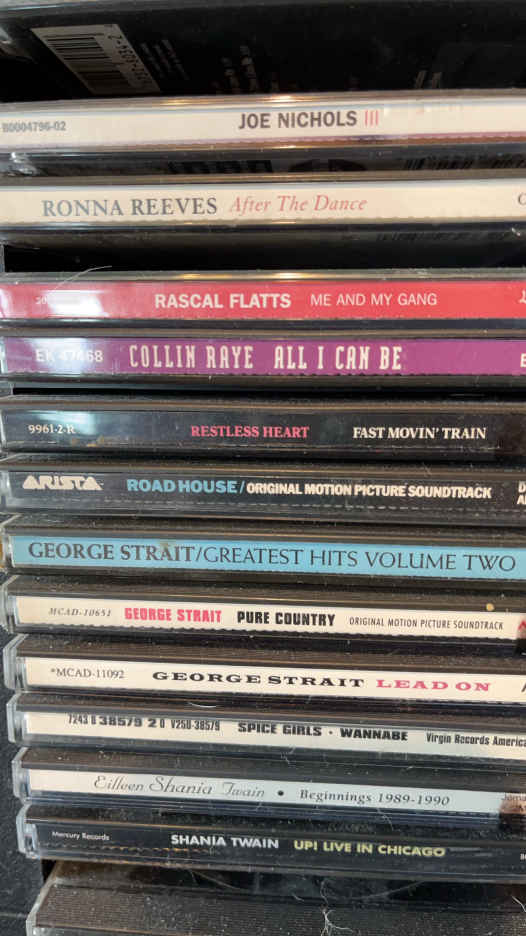 B0004796-02 JOE NICHOLS III
RONNA REEVES After The Dance
RASCAL FLATTS ME AND MY GANG
EK 47468 COLLIN RAYE ALL I CAN BE
9961-2-R RESTLESS HEART FAST MOVIN' TRAIN
ARISTA ROAD HOUSE/ORIGINAL MOTION PICTURE SOUNDTRACK
GEORGE STRAIT/GREATEST HITS VOLUME TWO
MCAD-10651 GEORGE STRAIT PURE COUNTRY ORIGINAL MOTION PICTURE SOUNDTRACK
*MCAD-11092 GEORGE STRAIT LEAD ON
7243 8 38579 2 0 V25D-38579 SPICE GIRLS · WANNABE Virgin Records America
Eilleen Shania Twain • Beginnings 1989-1990
Mercury Records SHANIA TWAIN UP! LIVE IN CHICAGO